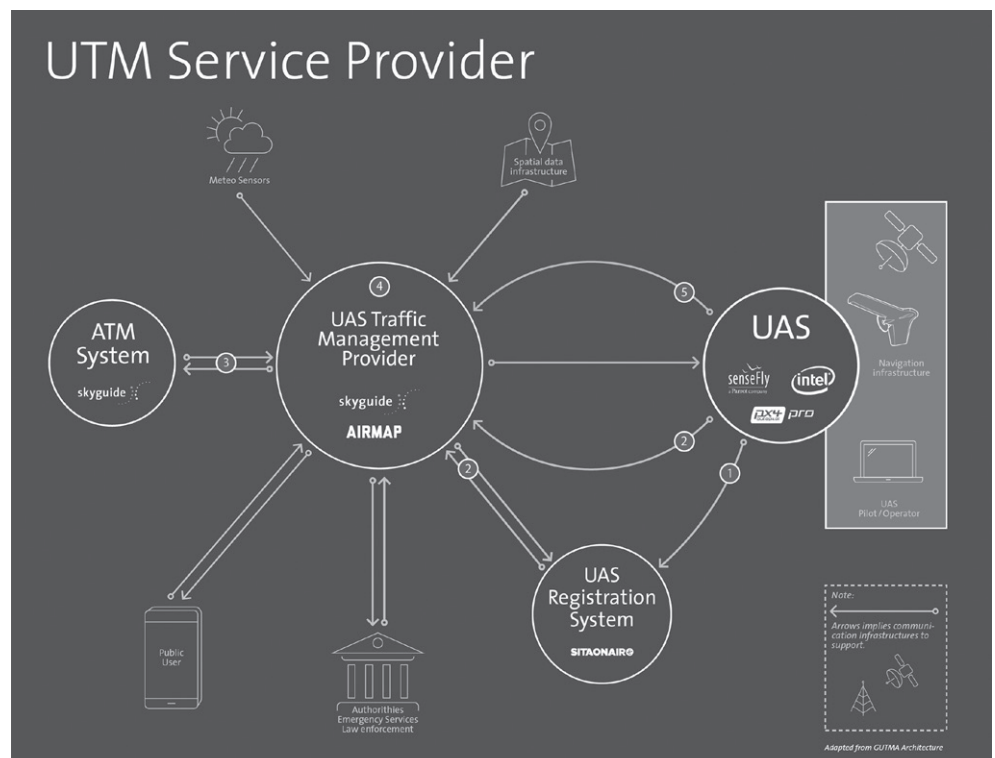 UTM Service Provider
Meteo Sensors
Spatial data
infrastructure
4
UAS Traffic
Management
Provider
skyguide
AIRMAP
ATM
System
skyguide
3
5
UAS
senseFly
intel
px4
pro
2
2
1
Navigation
infrastructure
UAS
Pilot/Operator
UAS
Registration
System
SITAONAIR
Public
User
Authorithies
Emergency Services
Law enforcement
Note:
Arrows implies communi-
cation infrastructures to
support.
Adapted from GUTMA Architecture